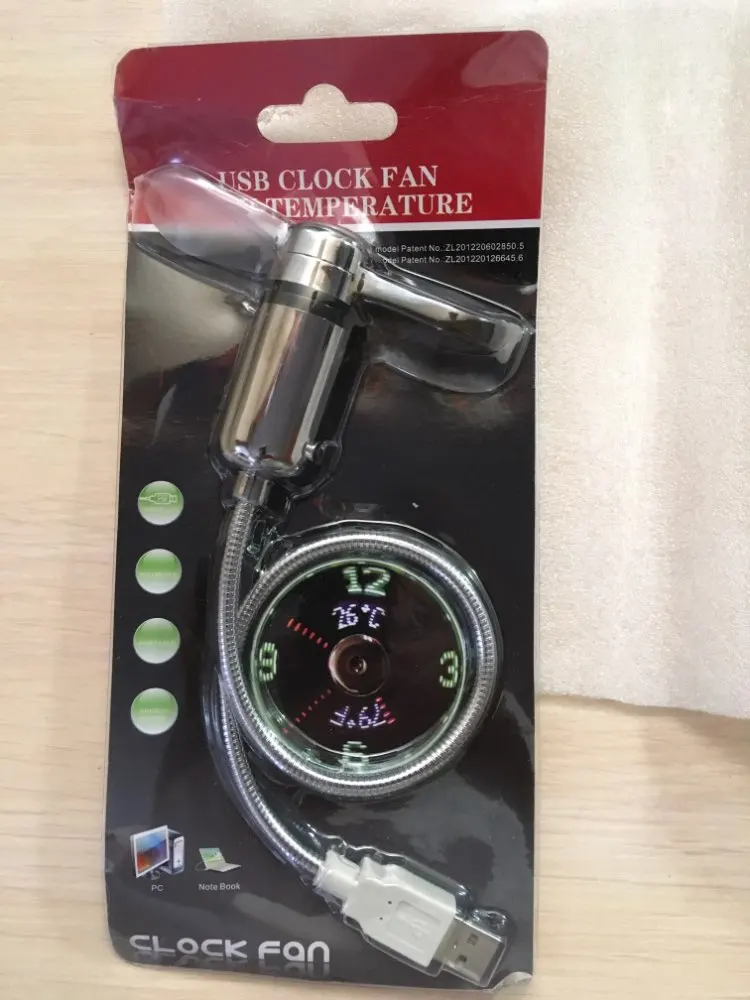 USB CLOCK FAN
TEMPERATURE
model Patent No.:ZL201220602850.5
model Patent No.:ZL201220126645.6
12
26°C
9
3
79°F
6
PC
Note Book
CLOCK FAN